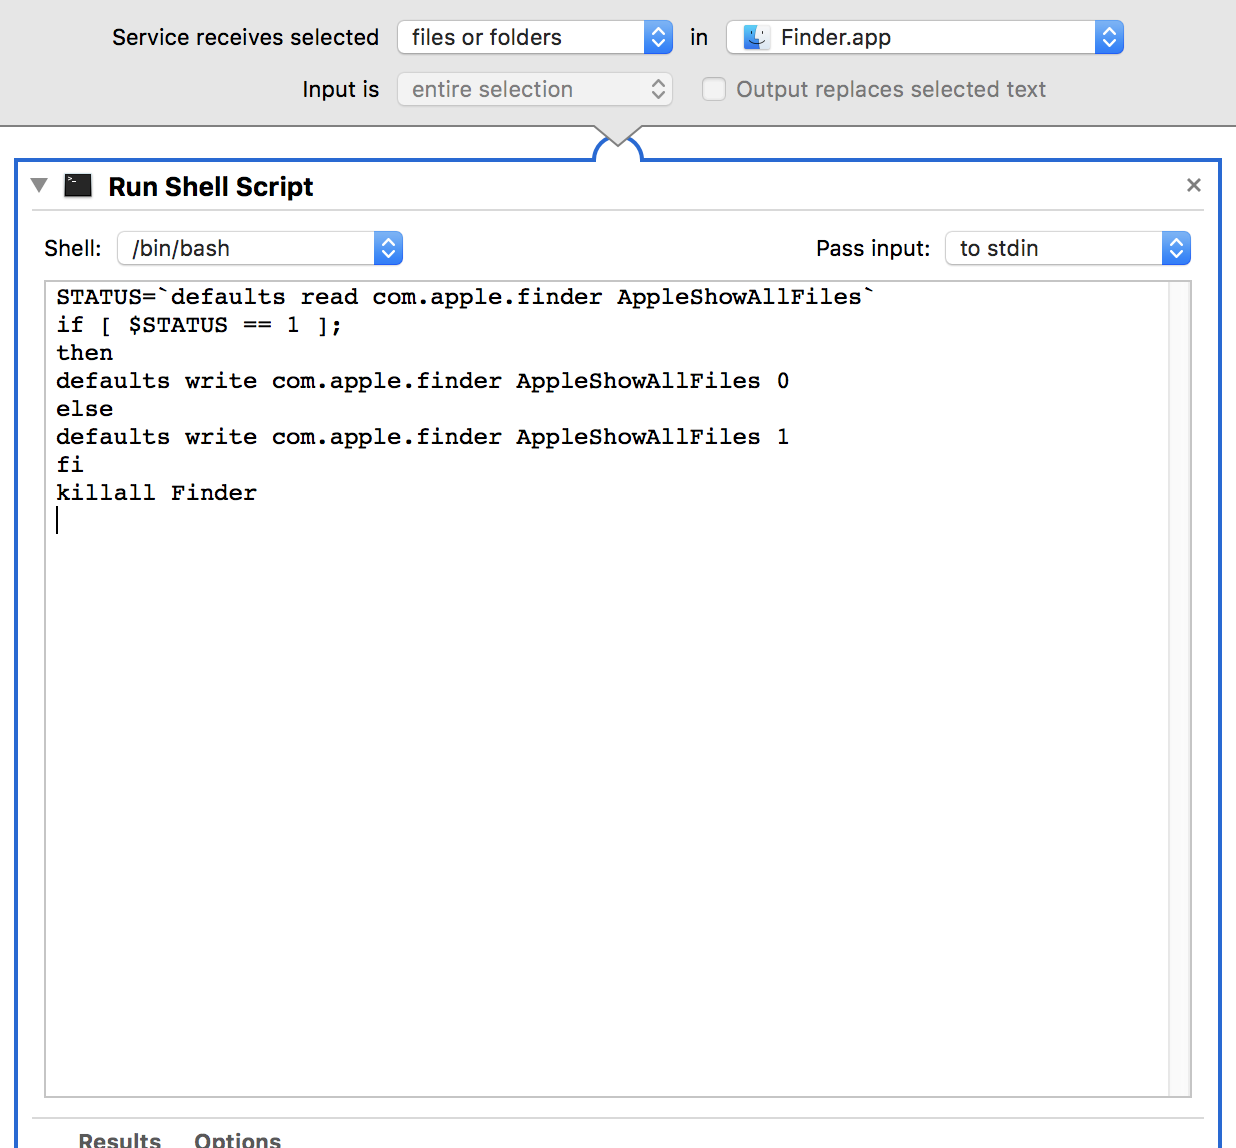 Service receives selected files or folders in Finder.app
Input is entire selection Output replaces selected text
Run Shell Script
Shell: /bin/bash Pass input: to stdin
STATUS=`defaults read com.apple.finder AppleShowAllFiles`
if [ $STATUS == 1 ];
then
defaults write com.apple.finder AppleShowAllFiles 0
else
defaults write com.apple.finder AppleShowAllFiles 1
fi
killall Finder
Results Options